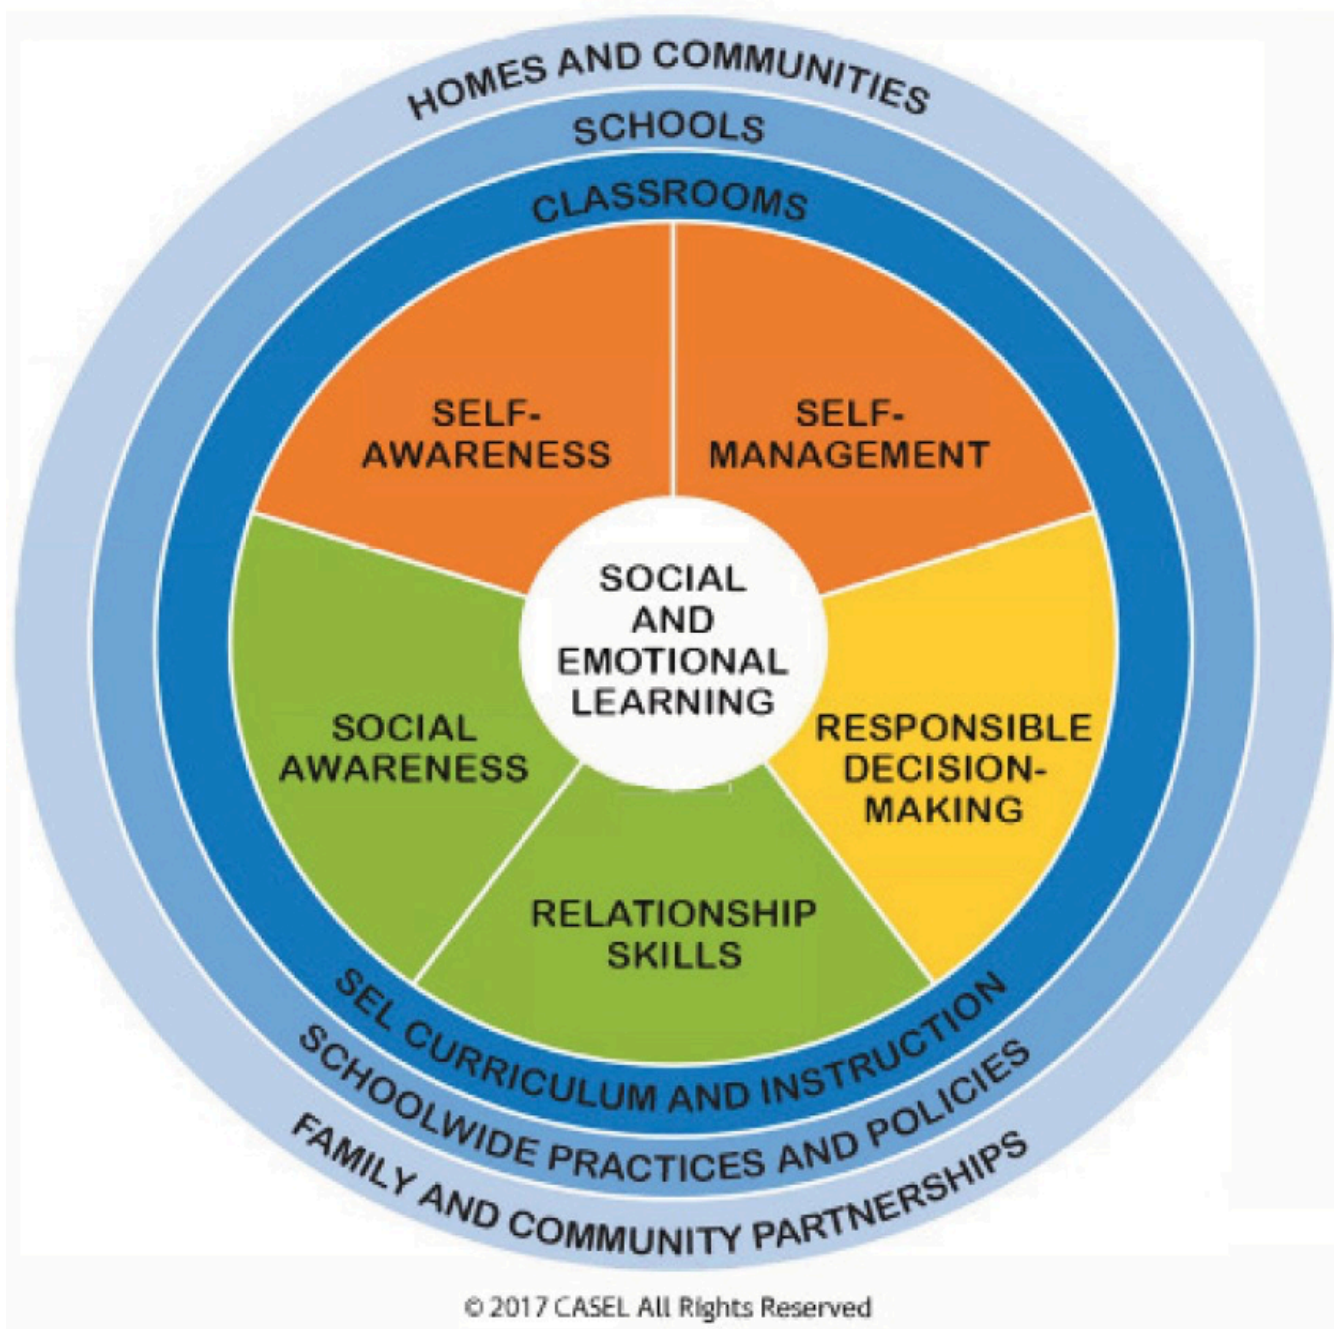 HOMES AND COMMUNITIES
SCHOOLS
CLASSROOMS
SELF-
AWARENESS
SELF-
MANAGEMENT
SOCIAL
AND
EMOTIONAL
LEARNING
SOCIAL
AWARENESS
RESPONSIBLE
DECISION-
MAKING
RELATIONSHIP
SKILLS
SEL CURRICULUM AND INSTRUCTION
SCHOOLWIDE PRACTICES AND POLICIES
FAMILY AND COMMUNITY PARTNERSHIPS
© 2017 CASEL All Rights Reserved